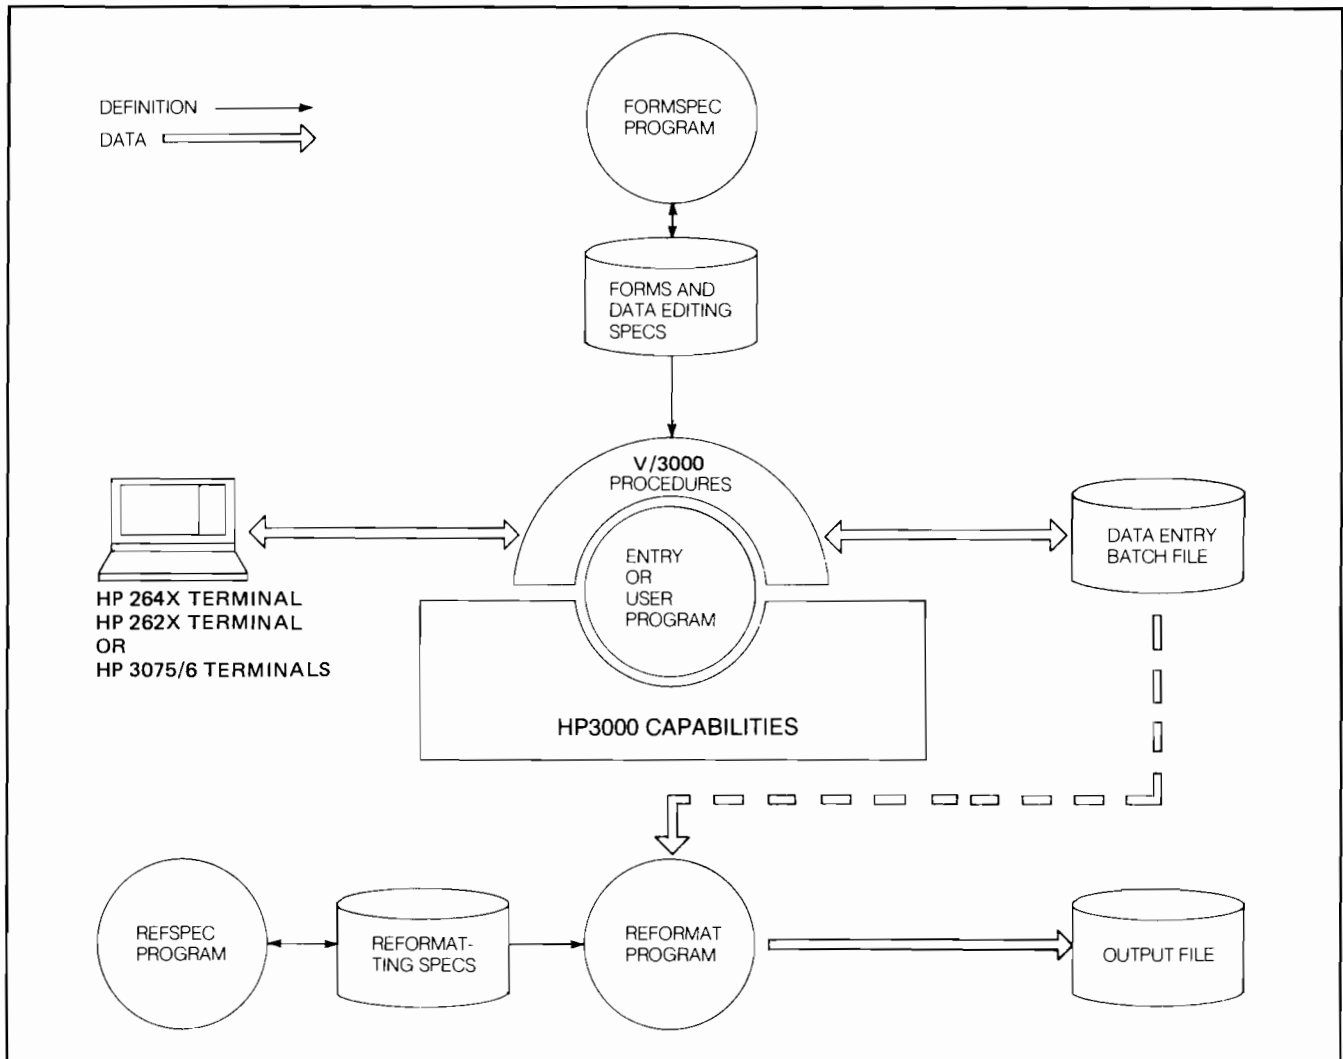 DEFINITION
DATA
FORMSPEC
PROGRAM
FORMS AND
DATA EDITING
SPECS
V/3000
PROCEDURES
ENTRY
OR
USER
PROGRAM
DATA ENTRY
BATCH FILE
HP 264X TERMINAL
HP 262X TERMINAL
OR
HP 3075/6 TERMINALS
HP3000 CAPABILITIES
REFSPEC
PROGRAM
REFORMAT-
TING SPECS
REFORMAT
PROGRAM
OUTPUT FILE